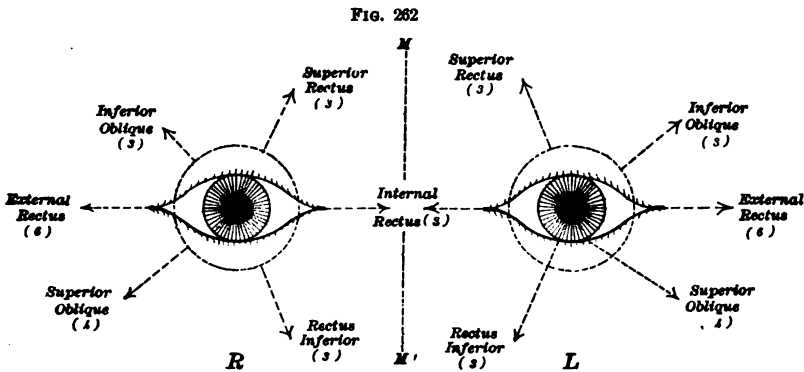 FIG. 262
M
Superior
Rectus
(3)
Inferior
Oblique
(3)
External
Rectus
(6)
Superior
Oblique
(4)
Rectus
Inferior
(3)
R
Internal
Rectus (3)
M'
Superior
Rectus
(3)
Inferior
Oblique
(3)
External
Rectus
(6)
Superior
Oblique
(4)
Rectus
Inferior
(3)
L